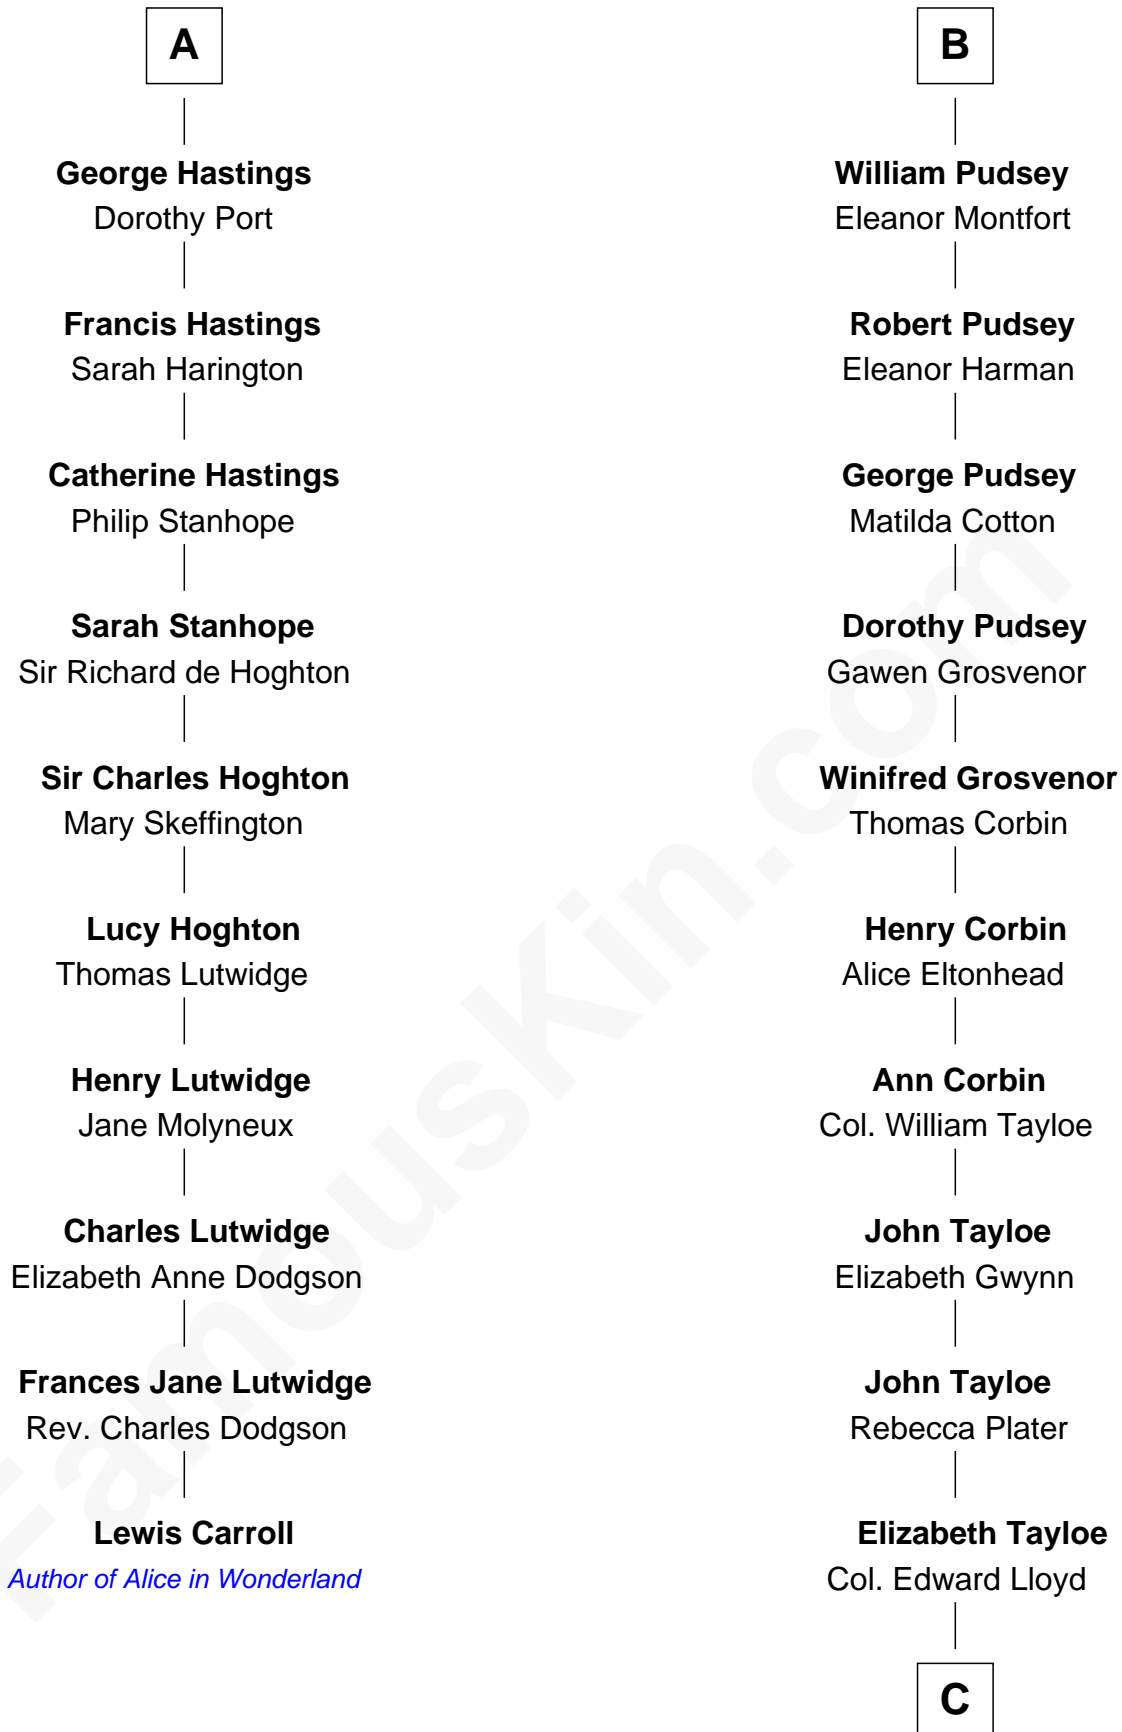 A
George Hastings
Dorothy Port
Francis Hastings
Sarah Harington
Catherine Hastings
Philip Stanhope
Sarah Stanhope
Sir Richard de Hoghton
Sir Charles Hoghton
Mary Skeffington
Lucy Hoghton
Thomas Lutwidge
Henry Lutwidge
Jane Molyneux
Charles Lutwidge
Elizabeth Anne Dodgson
Frances Jane Lutwidge
Rev. Charles Dodgson
Lewis Carroll
Author of Alice in Wonderland
B
William Pudsey
Eleanor Montfort
Robert Pudsey
Eleanor Harman
George Pudsey
Matilda Cotton
Dorothy Pudsey
Gawen Grosvenor
Winifred Grosvenor
Thomas Corbin
Henry Corbin
Alice Eltonhead
Ann Corbin
Col. William Tayloe
John Tayloe
Elizabeth Gwynn
John Tayloe
Rebecca Plater
Elizabeth Tayloe
Col. Edward Lloyd
C
FamousKin.com